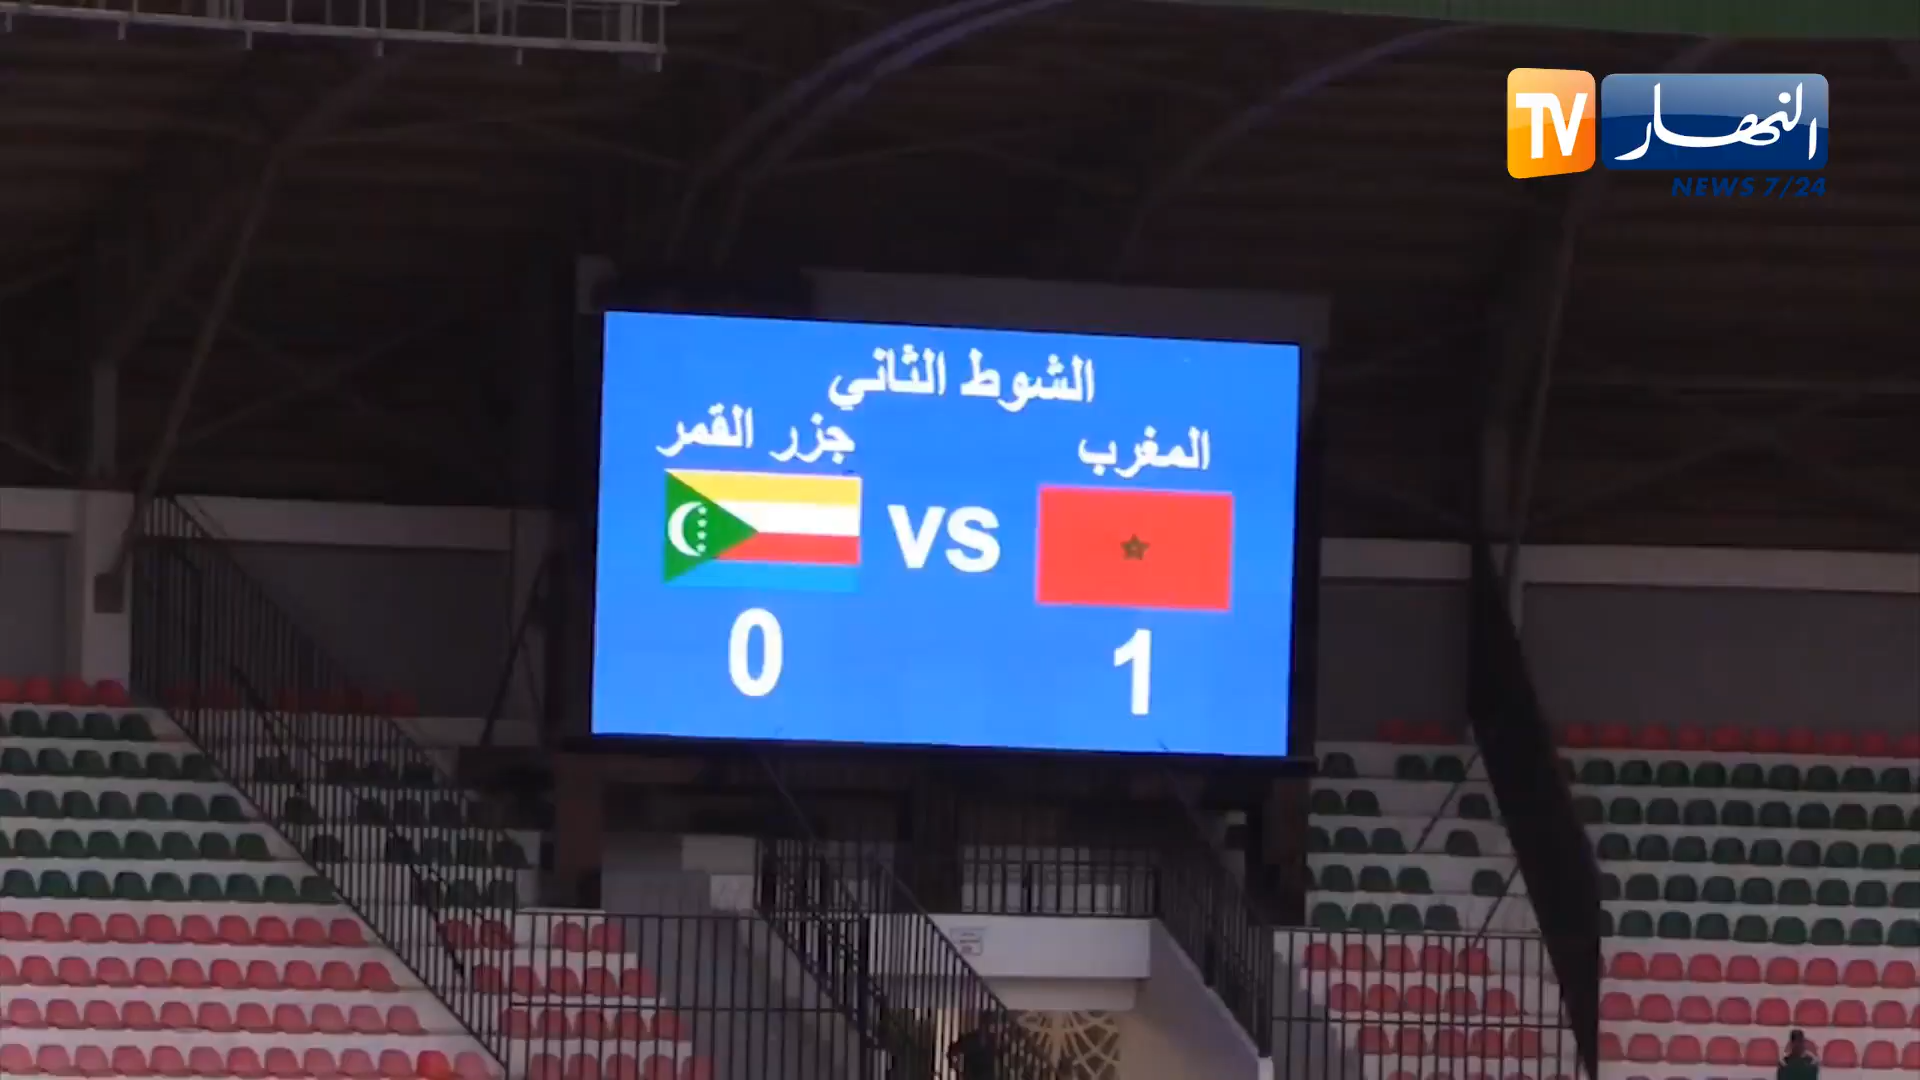 TV النهار
NEWS 7/24
الشوط الثاني
جزر القمر
المغرب
VS
0
1